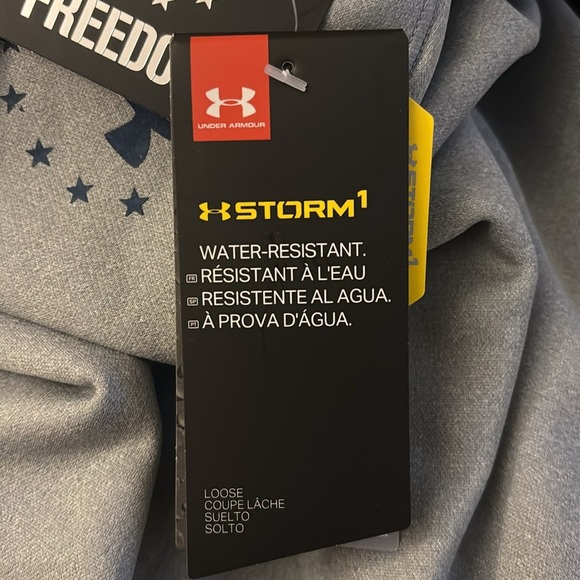 FREEDO
UNDER ARMOUR
STORM1
WATER-RESISTANT.
FR RÉSISTANT À L'EAU
SP RESISTENTE AL AGUA.
PT À PROVA D'ÁGUA.
STORM1
LOOSE
COUPE LÂCHE
SUELTO
SOLTO